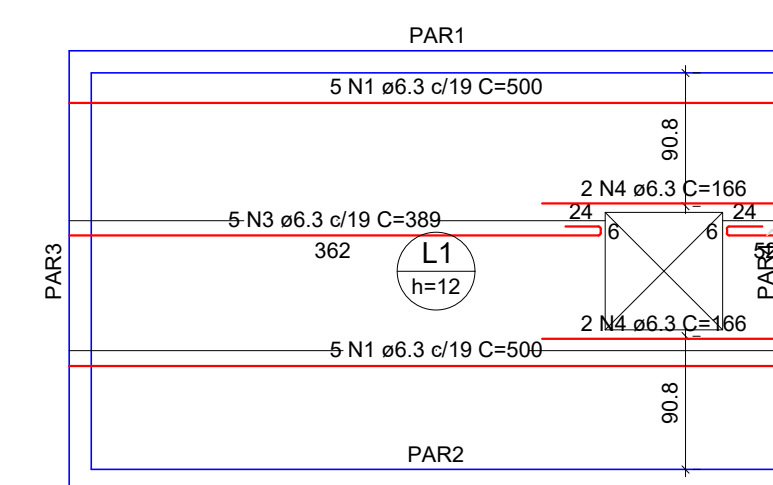 PAR1
5 N1 ø6.3 c/19 C=500
90.8
2 N4 ø6.3 C=166
24
24
5 N3 ø6.3 c/19 C=389
6
6
362
L1
h=12
PAR3
2 N4 ø6.3 C=166
5 N1 ø6.3 c/19 C=500
90.8
PAR2